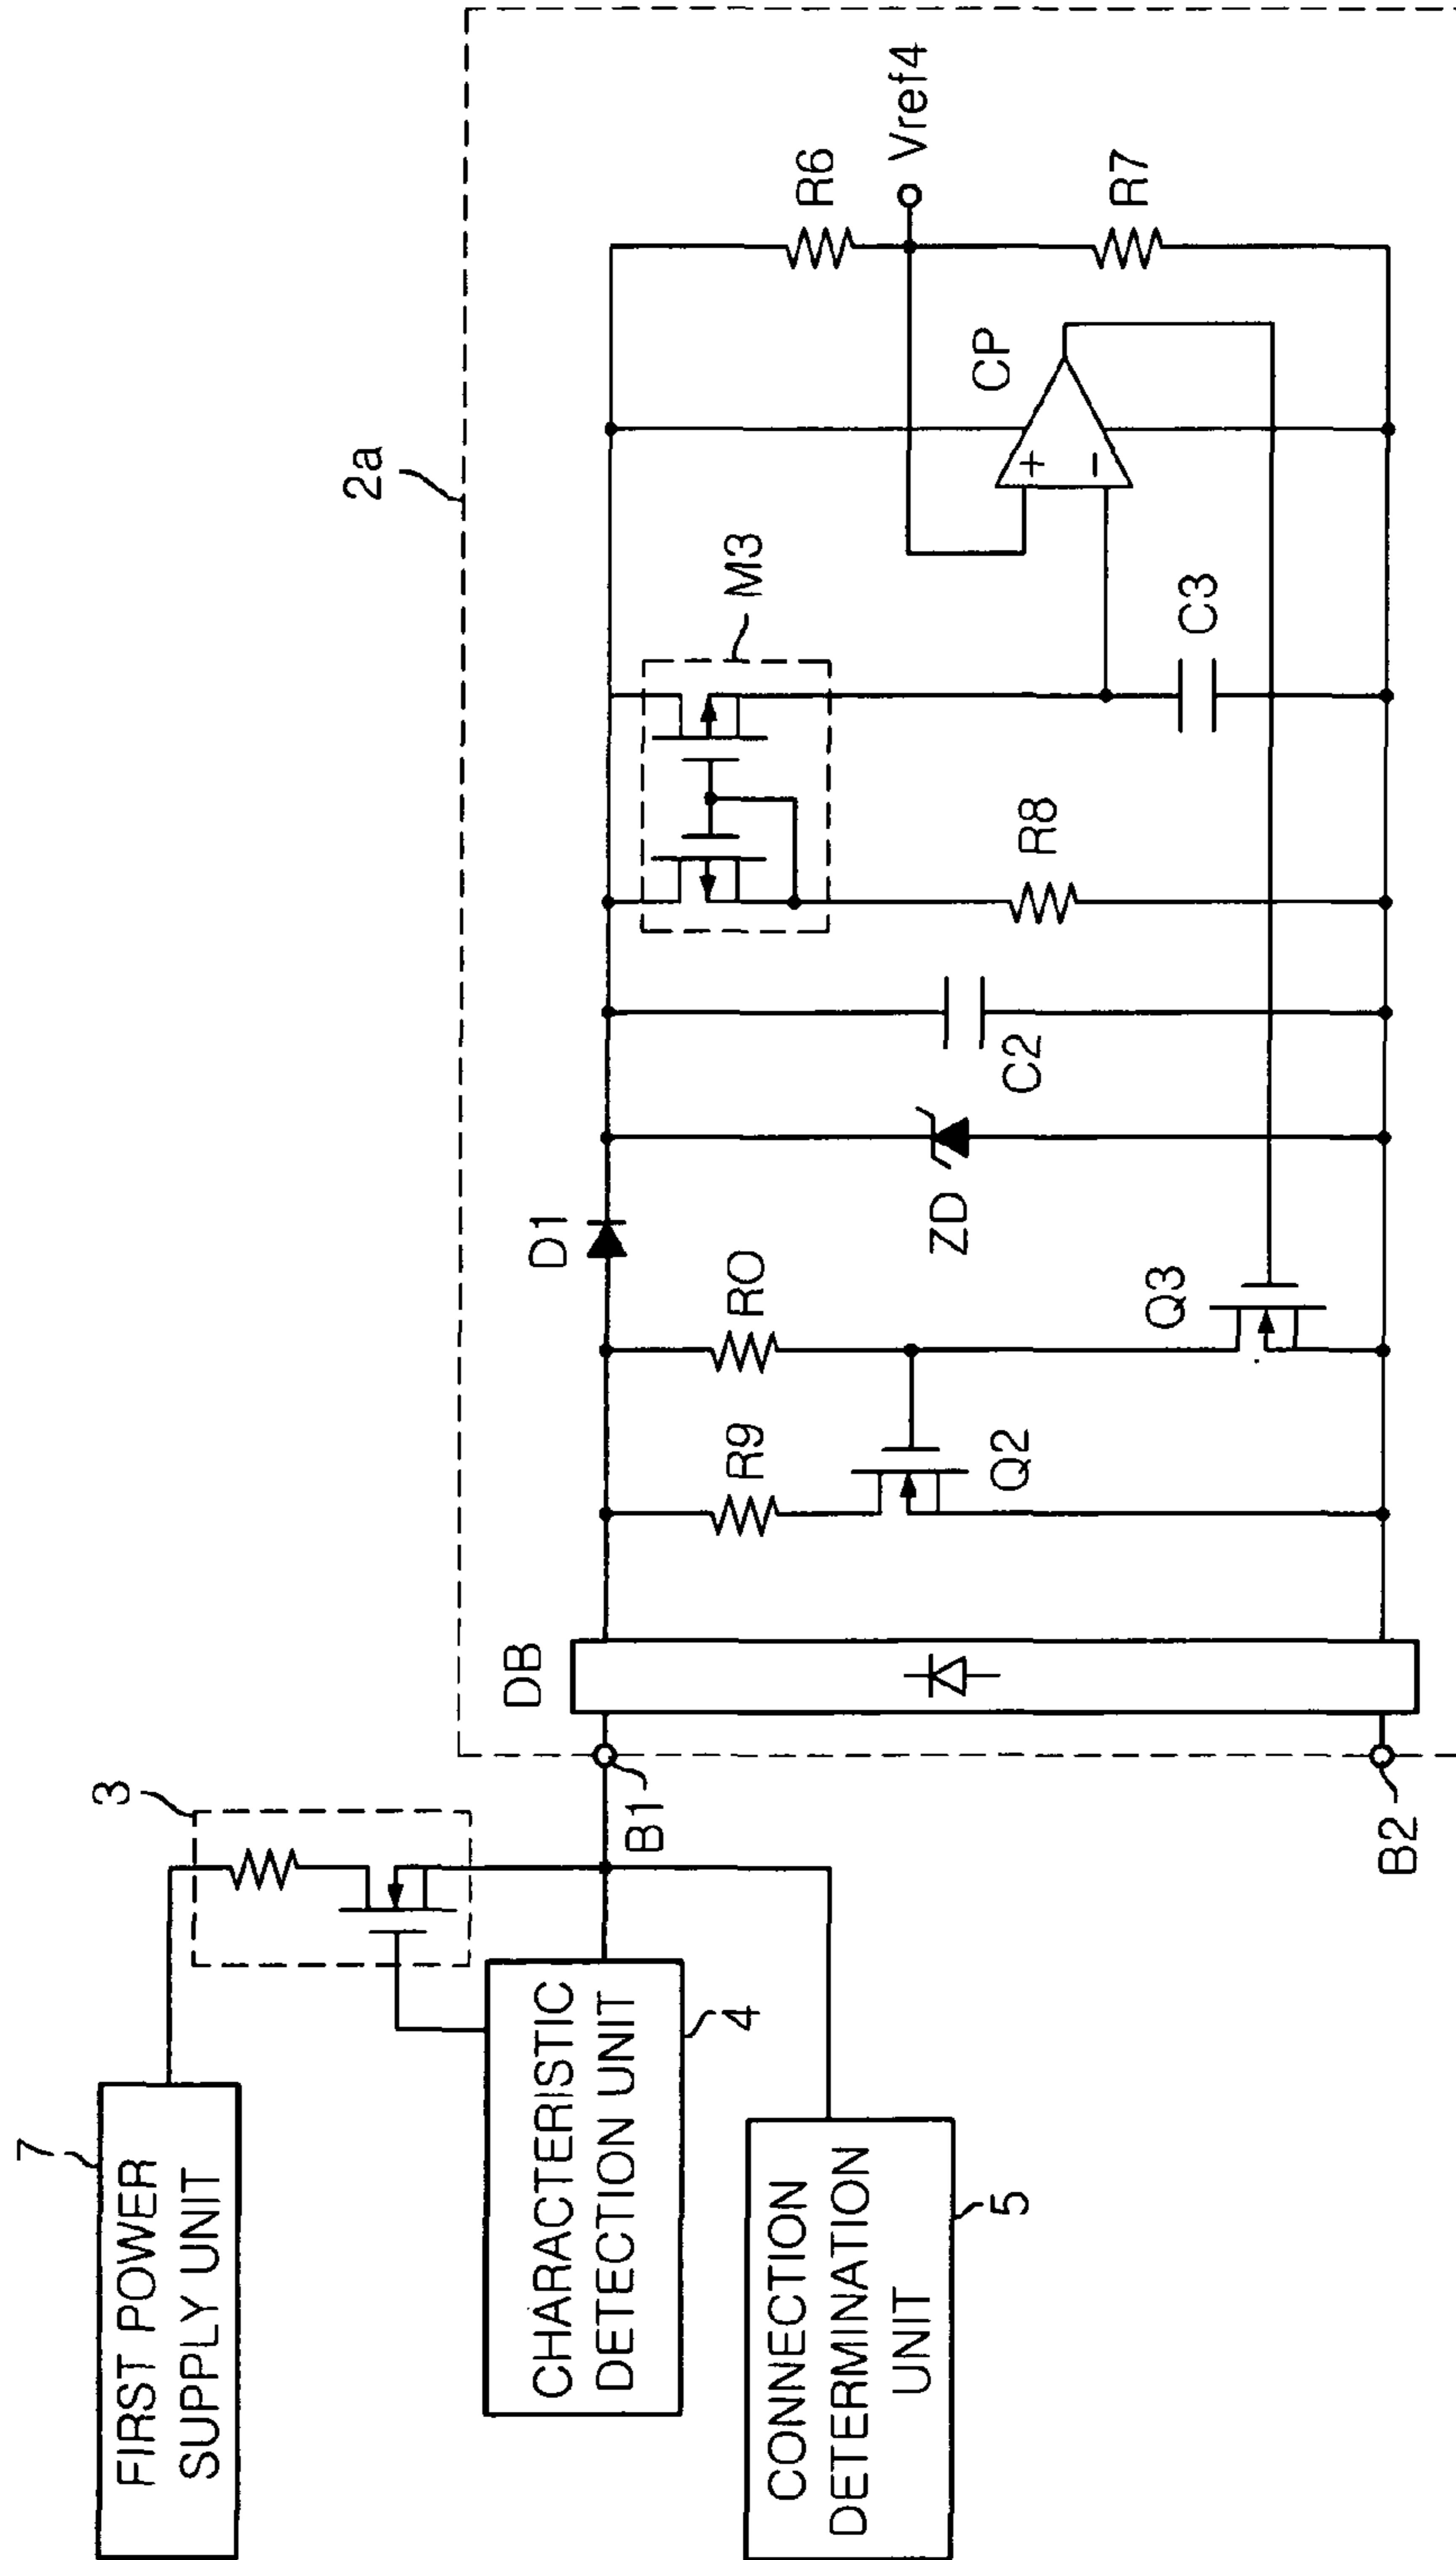 7
FIRST POWER
SUPPLY UNIT
3
CHARACTERISTIC
DETECTION UNIT
4
CONNECTION
DETERMINATION
UNIT
5
B1
B2
DB
2a
R9
Q2
RO
Q3
D1
ZD
C2
R8
M3
C3
CP
+
−
R6
Vref4
R7